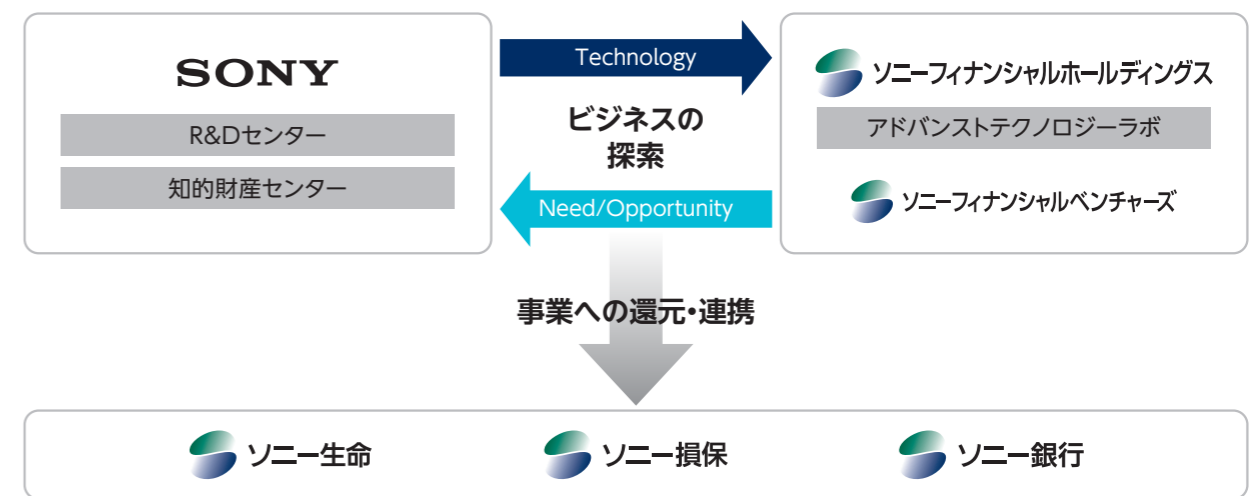 SONY
R&Dセンター
知的財産センター
Technology
ビジネスの
探索
Need/Opportunity
ソニーフィナンシャルホールディングス
アドバンストテクノロジーラボ
ソニーフィナンシャルベンチャーズ
事業への還元・連携
ソニー生命
ソニー損保
ソニー銀行